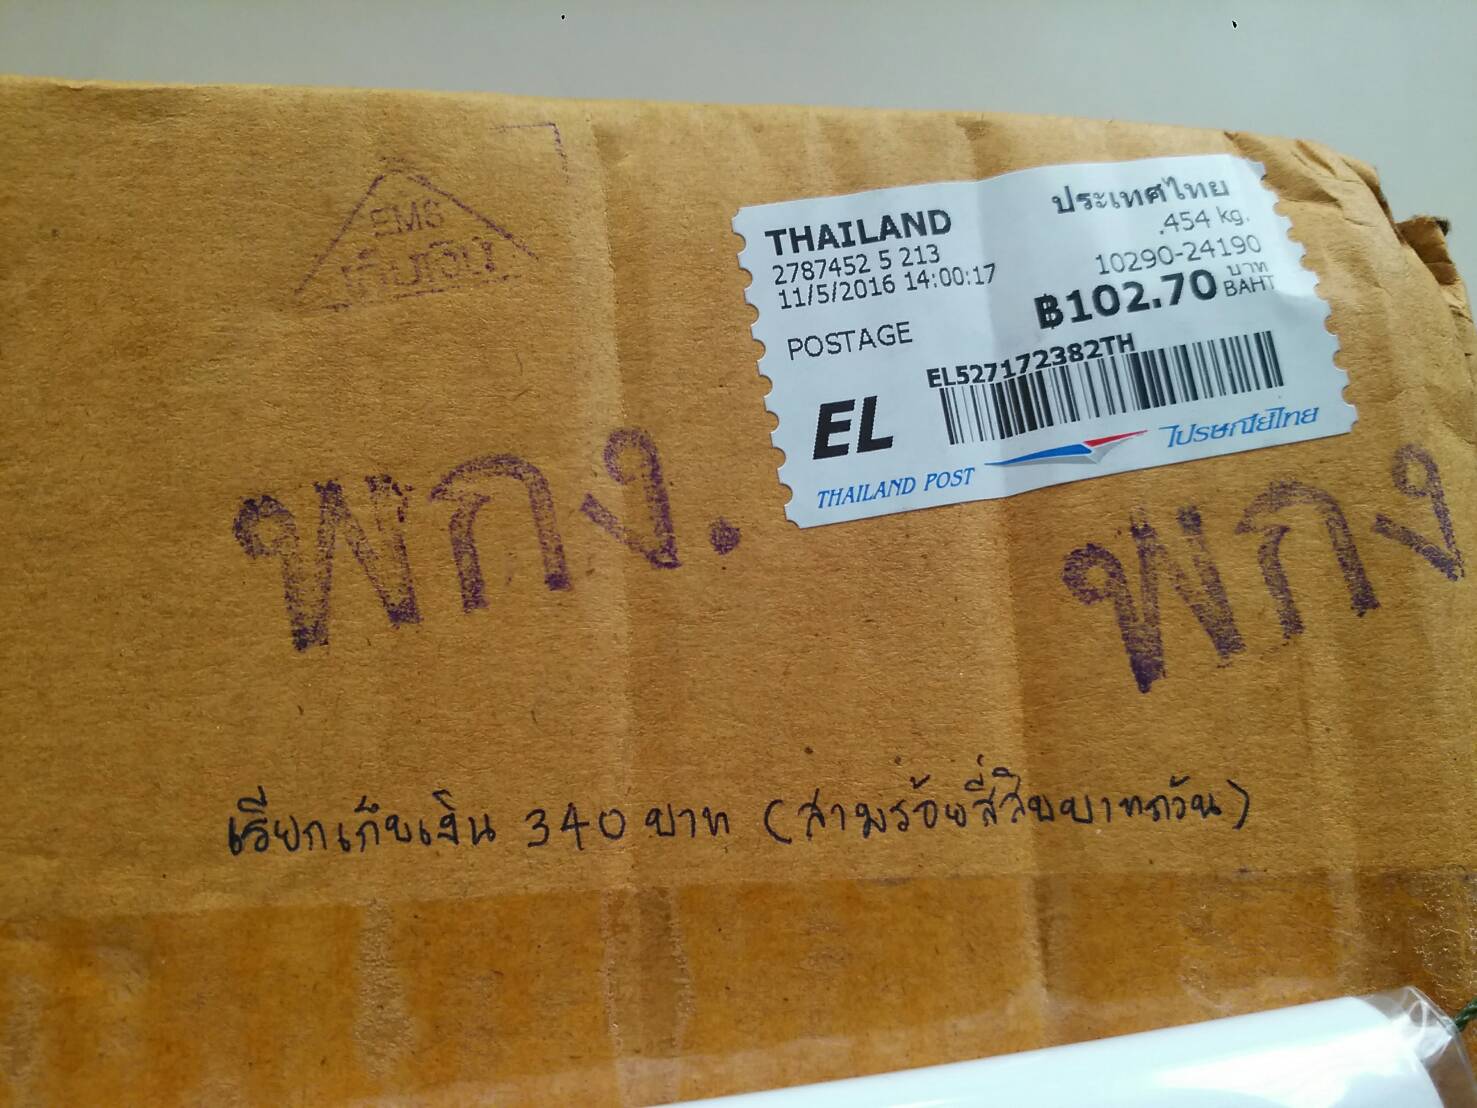 EMS
เก็บเงิน
THAILAND
ประเทศไทย
2787452 5 213
.454 kg.
11/5/2016 14:00:17
10290-24190
฿102.70 บาท BAHT
POSTAGE
EL527172382TH
EL
THAILAND POST
ไปรษณีย์ไทย
พกง.
พกง
เรียกเก็บเงิน 340 บาท (สามร้อยสี่สิบบาทถ้วน)